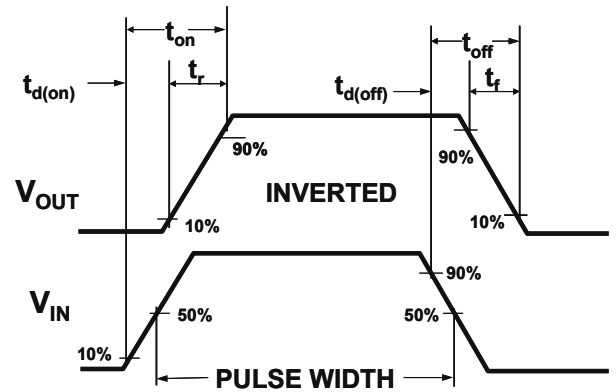 t_on
t_off
t_d(on)
t_r
t_d(off)
t_f
90%
90%
V_OUT
INVERTED
10%
10%
90%
V_IN
50%
50%
10%
PULSE WIDTH